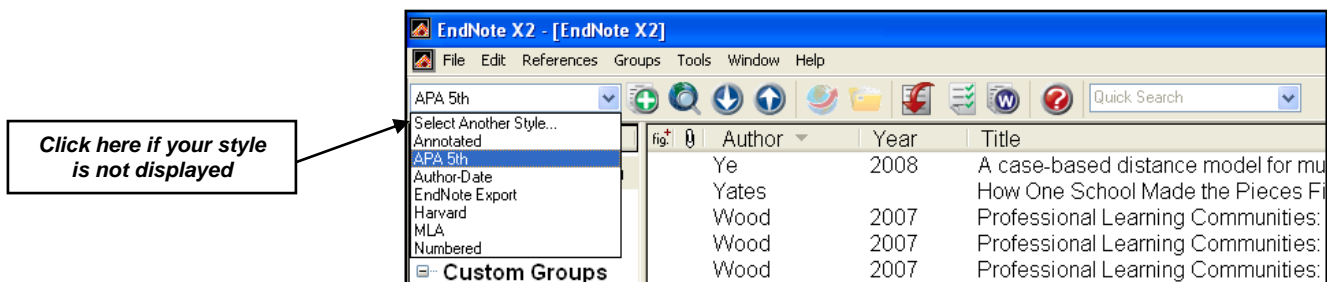 EndNote X2 - [EndNote X2]
File Edit References Groups Tools Window Help
APA 5th
Quick Search
Click here if your style
is not displayed
Select Another Style...
Annotated
APA 5th
Author-Date
EndNote Export
Harvard
MLA
Numbered
Custom Groups
fig. Author Year Title
Ye 2008 A case-based distance model for mu
Yates How One School Made the Pieces Fi
Wood 2007 Professional Learning Communities:
Wood 2007 Professional Learning Communities:
Wood 2007 Professional Learning Communities: